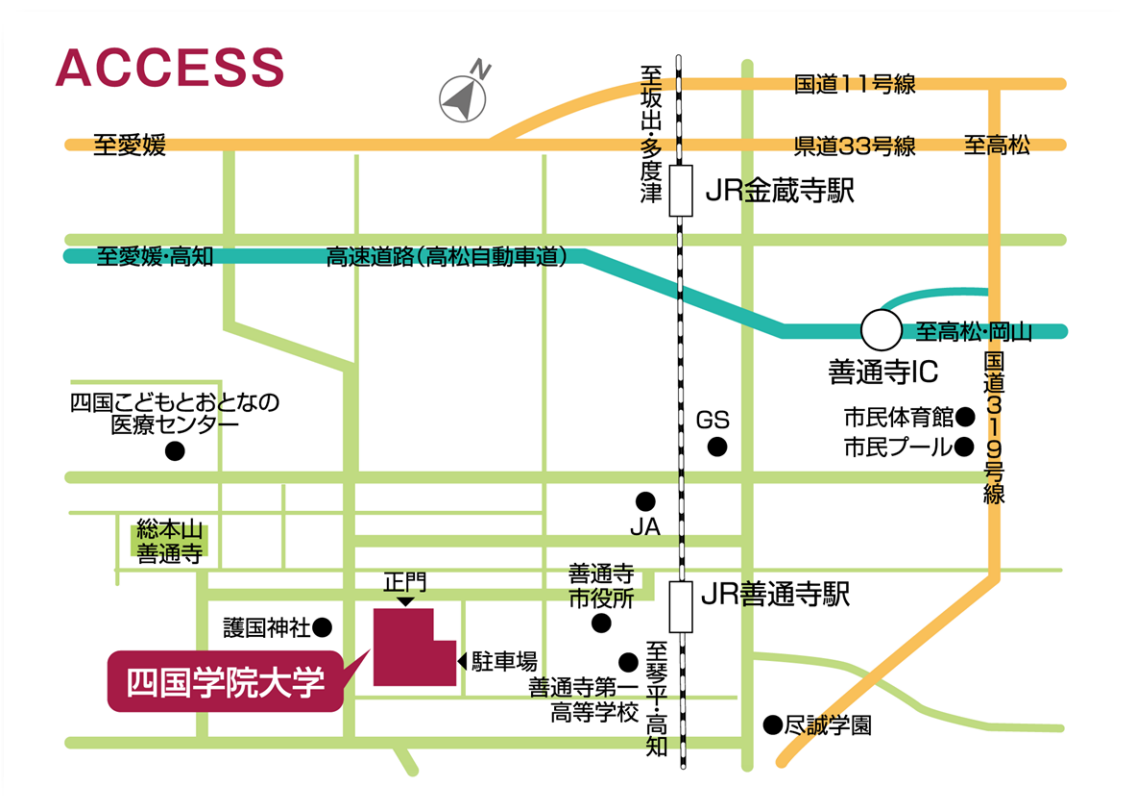 ACCESS
N
至坂出・多度津
国道11号線
至愛媛
県道33号線
至高松
JR金蔵寺駅
至愛媛・高知
高速道路(高松自動車道)
至高松・岡山
善通寺IC
国道319号線
四国こどもとおとなの
医療センター
GS
市民体育館
市民プール
JA
総本山
善通寺
正門
善通寺
市役所
JR善通寺駅
護国神社
駐車場
四国学院大学
善通寺第一
高等学校
至琴平・高知
尽誠学園